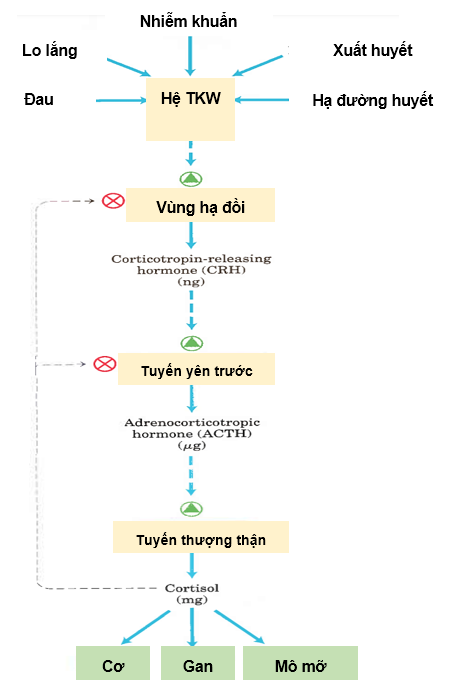 Nhiễm khuẩn
Lo lắng
Xuất huyết
Đau
Hệ TKW
Hạ đường huyết
Vùng hạ đồi
Corticotropin-releasing
hormone (CRH)
(ng)
Tuyến yên trước
Adrenocorticotropic
hormone (ACTH)
(μg)
Tuyến thượng thận
Cortisol
(mg)
Cơ
Gan
Mô mỡ